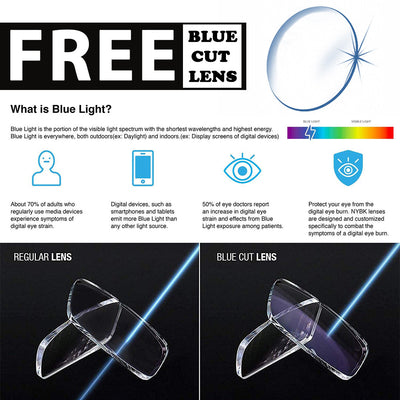 FREE BLUE CUT LENS
What is Blue Light?
BLUE LIGHT VISIBLE LIGHT
Blue Light is the portion of the visible light spectrum with the shortest wavelengths and highest energy.
Blue Light is everywhere, both outdoors(ex: Daylight) and indoors.(ex: Display screens of digital devices)
About 70% of adults who
regularly use media devices
experience symptoms of
digital eye strain.
Digital devices, such as
smartphones and tablets
emit more Blue Light than
any other light source.
50% of eye doctors report
an increase in digital eye
strain and effects from Blue
Light exposure among patients.
Protect your eye from the
digital eye burn. NYBK lenses
are designed and customized
specifically to combat the
symptoms of a digital eye burn.
REGULAR LENS
BLUE CUT LENS